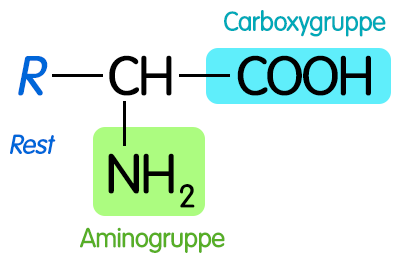 Carboxygruppe
R CH COOH
Rest
NH₂
Aminogruppe